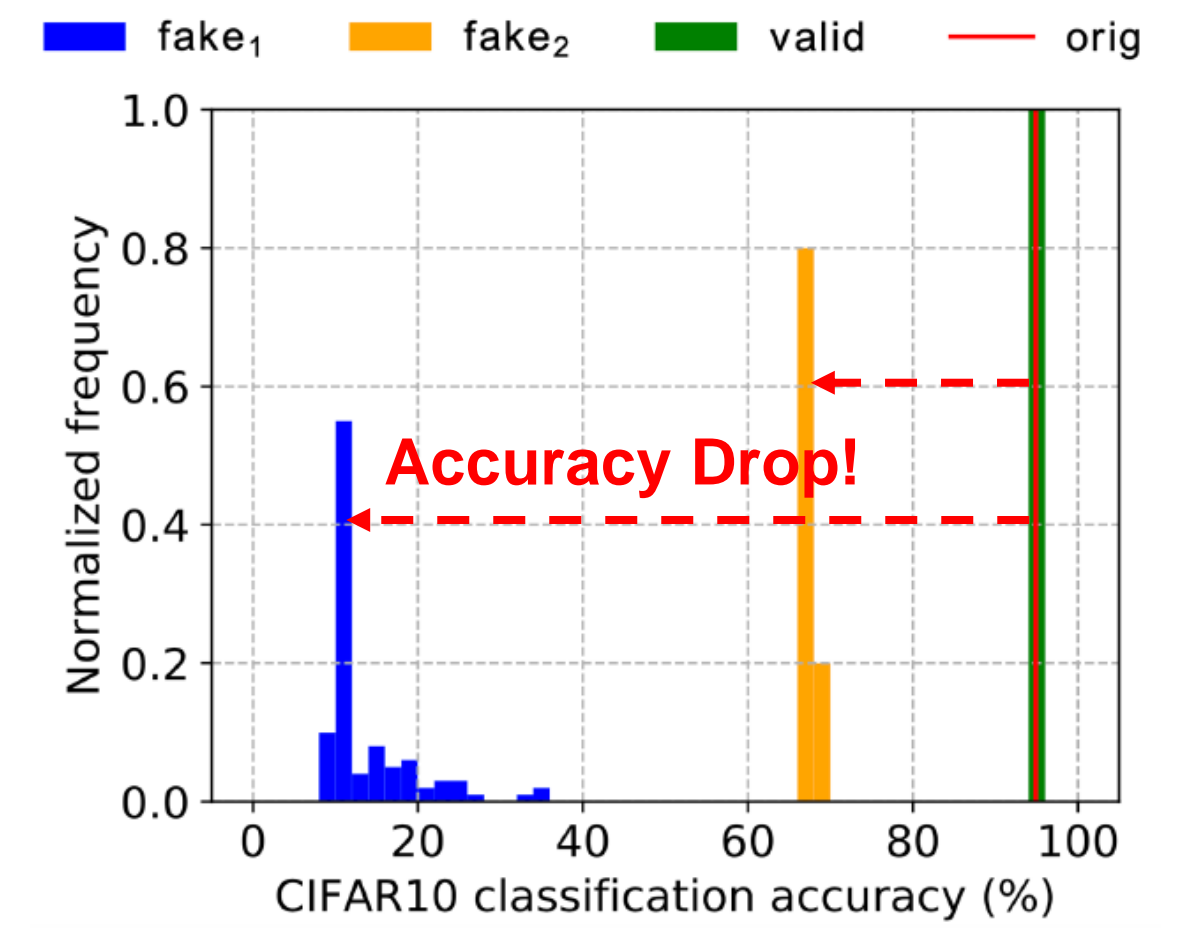 fake₁ fake₂ valid orig
1.0
0.8
0.6
0.4
0.2
0.0
Normalized frequency
Accuracy Drop!
0 20 40 60 80 100
CIFAR10 classification accuracy (%)